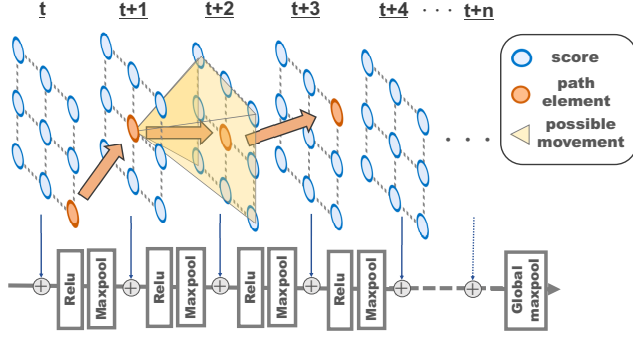 t t+1 t+2 t+3 t+4 · · · t+n
score
path
element
possible
movement
· · ·
+ Relu Maxpool + Relu Maxpool + Relu Maxpool + Relu Maxpool + + Global
maxpool